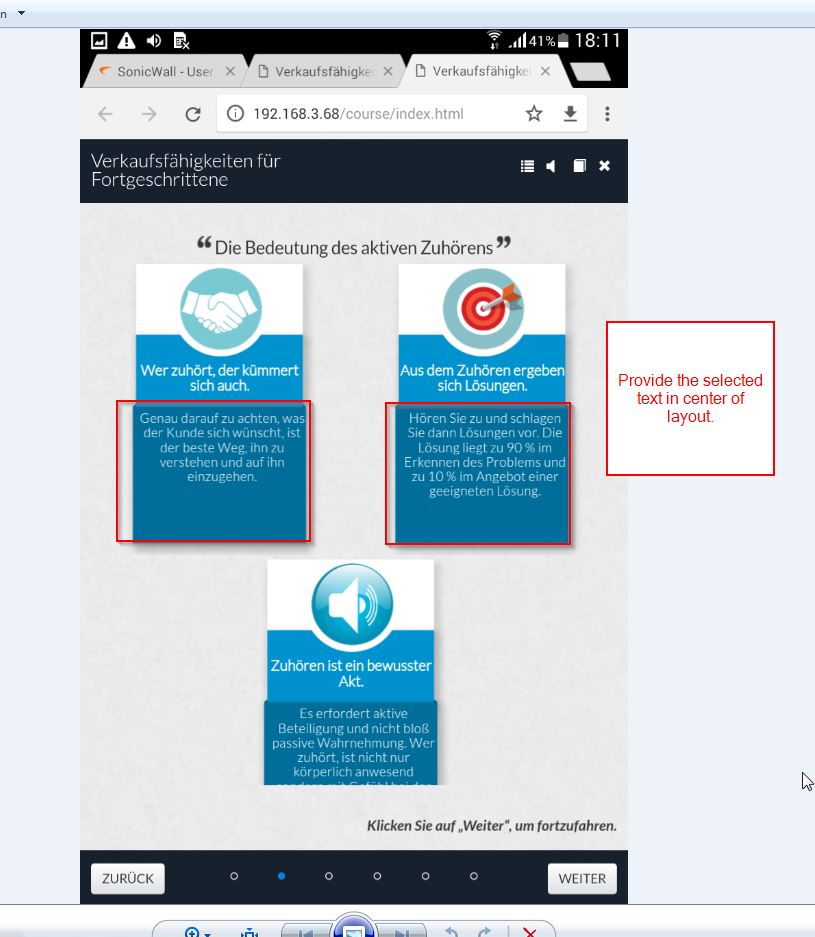 n
41% 18:11
SonicWall - User
Verkaufsfähigkei
Verkaufsfähigkei
192.168.3.68/course/index.html
Verkaufsfähigkeiten für
Fortgeschrittene
“ Die Bedeutung des aktiven Zuhörens ”
Wer zuhört, der kümmert
sich auch.
Genau darauf zu achten, was
der Kunde sich wünscht, ist
der beste Weg, ihn zu
verstehen und auf ihn
einzugehen.
Aus dem Zuhören ergeben
sich Lösungen.
Hören Sie zu und schlagen
Sie dann Lösungen vor. Die
Lösung liegt zu 90 % im
Erkennen des Problems und
zu 10 % im Angebot einer
geeigneten Lösung.
Provide the selected
text in center of
layout.
Zuhören ist ein bewusster
Akt.
Es erfordert aktive
Beteiligung und nicht bloß
passive Wahrnehmung. Wer
zuhört, ist nicht nur
körperlich anwesend
Klicken Sie auf „Weiter“, um fortzufahren.
ZURÜCK
WEITER